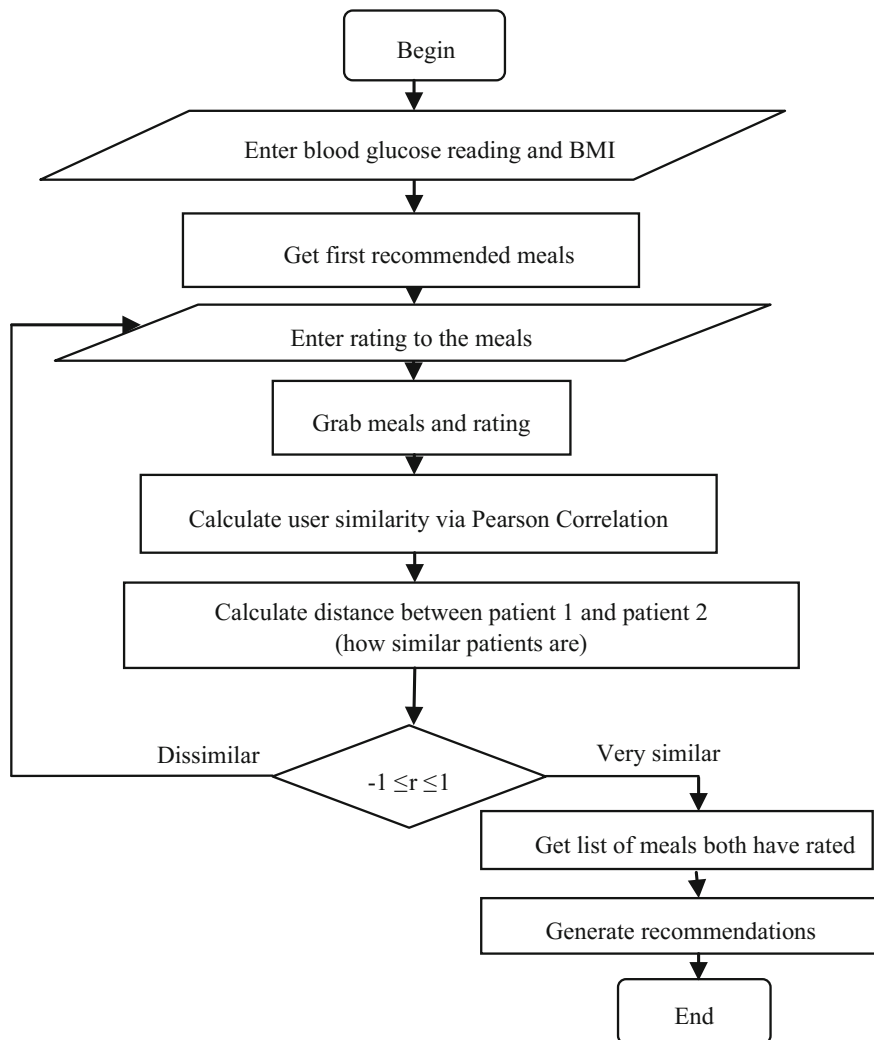 Begin
Enter blood glucose reading and BMI
Get first recommended meals
Enter rating to the meals
Grab meals and rating
Calculate user similarity via Pearson Correlation
Calculate distance between patient 1 and patient 2
(how similar patients are)
Dissimilar
Very similar
-1 ≤r ≤1
Get list of meals both have rated
Generate recommendations
End